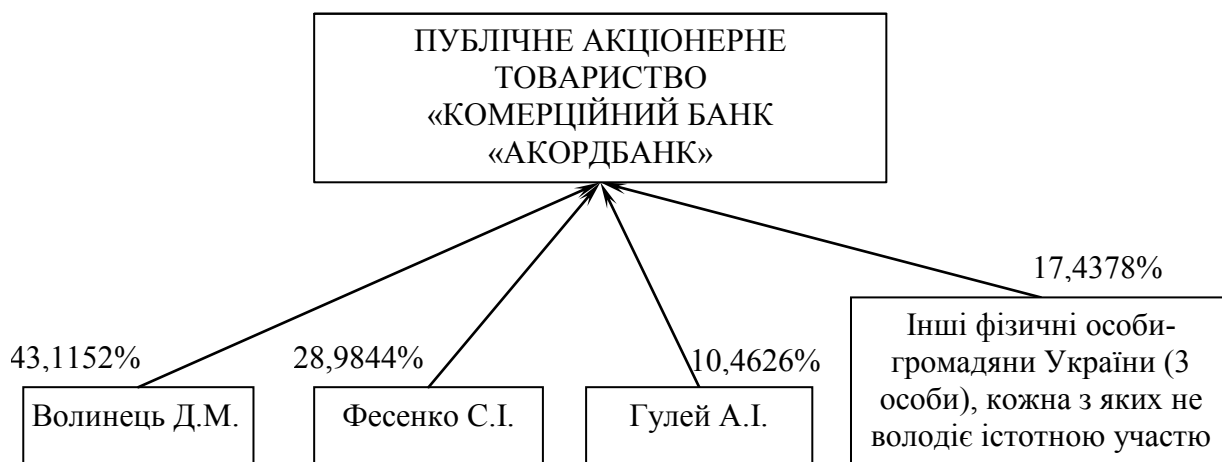 ПУБЛІЧНЕ АКЦІОНЕРНЕ
ТОВАРИСТВО
«КОМЕРЦІЙНИЙ БАНК
«АКОРДБАНК»
17,4378%
43,1152%
28,9844%
10,4626%
Волинець Д.М.
Фесенко С.І.
Гулей А.І.
Інші фізичні особи-
громадяни України (3
особи), кожна з яких не
володіє істотною участю